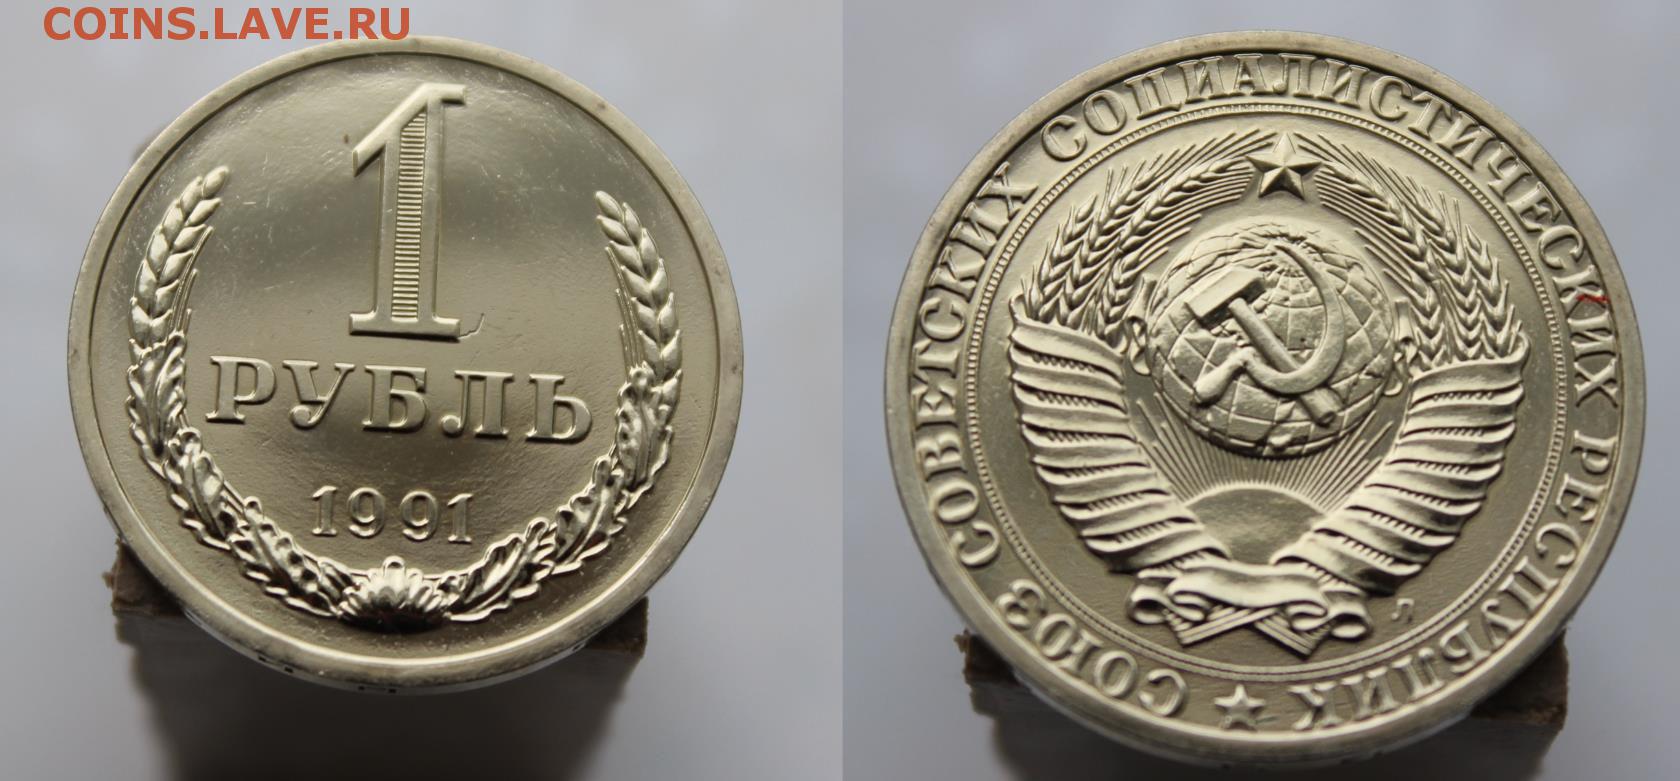 COINS.LAVE.RU
1
РУБЛЬ
1991
СОЮЗ СОВЕТСКИХ СОЦИАЛИСТИЧЕСКИХ РЕСПУБЛИК
Л